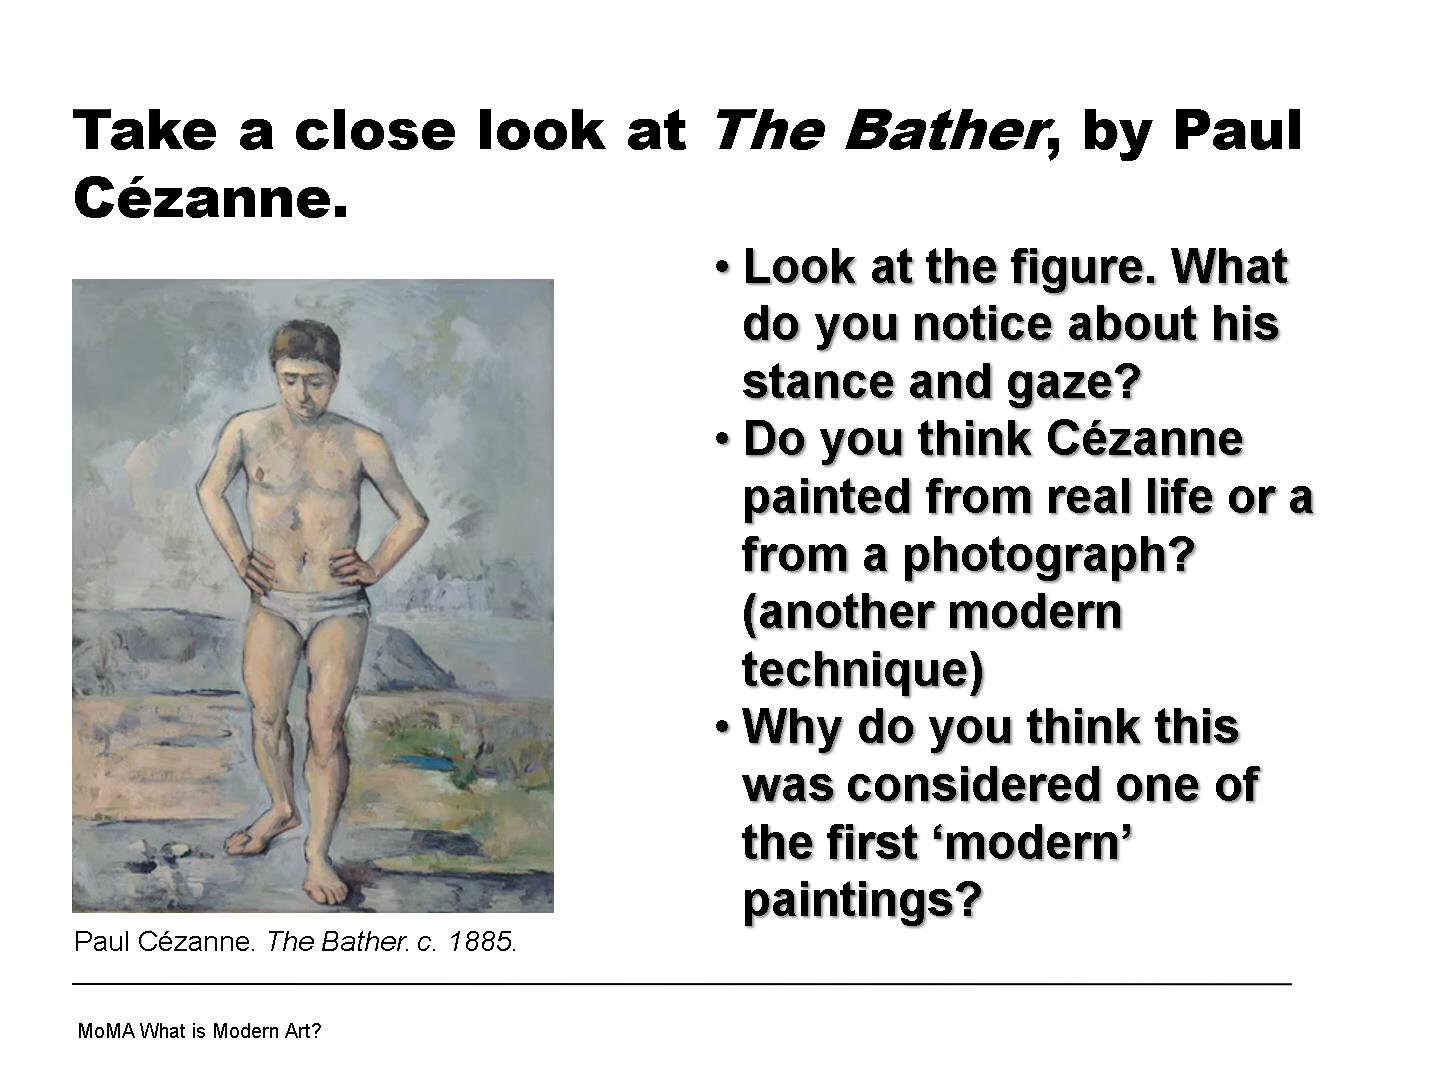 Take a close look at The Bather, by Paul
Cézanne.
• Look at the figure. What
do you notice about his
stance and gaze?
• Do you think Cézanne
painted from real life or a
from a photograph?
(another modern
technique)
• Why do you think this
was considered one of
the first ‘modern’
paintings?
Paul Cézanne. The Bather. c. 1885.
MoMA What is Modern Art?